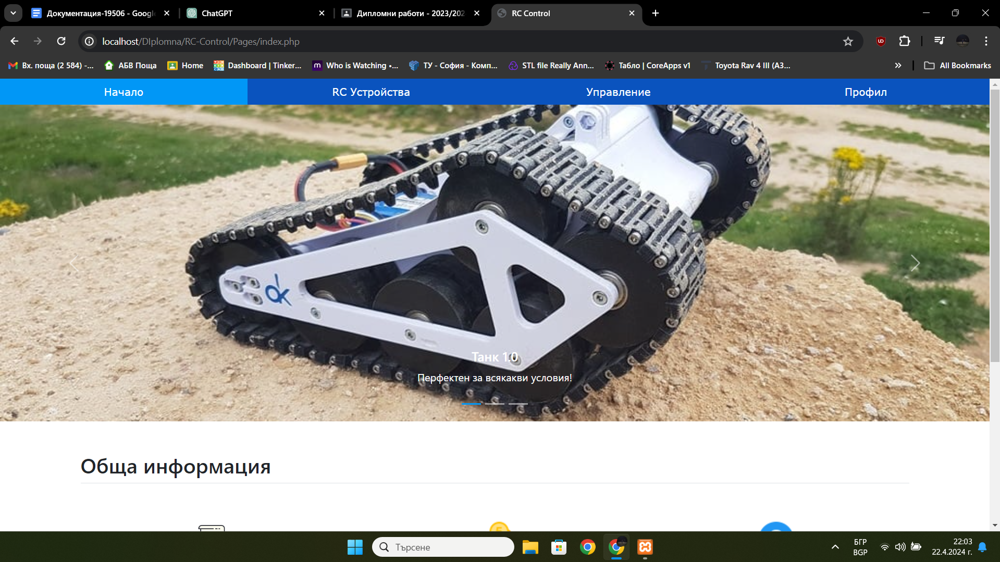 Документация-19506 - Googl
ChatGPT
Дипломни работи - 2023/202
RC Control
localhost/DIplomna/RC-Control/Pages/index.php
Вх. поща (2 584) -...
АБВ Поща
Home
Dashboard | Tinker...
Who is Watching •...
ТУ - София - Комп...
STL file Really Ann...
Табло | CoreApps v1
Toyota Rav 4 III (A3...
All Bookmarks
Начало
RC Устройства
Управление
Профил
Танк 1.0
Перфектен за всякакви условия!
Обща информация
Търсене
БГР
BGP
22:03
22.4.2024 г.